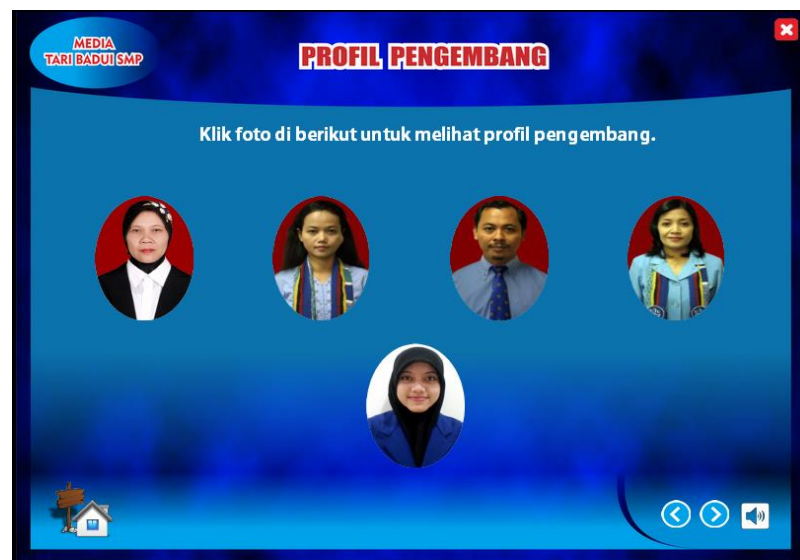 MEDIA
TARI BADUI SMP
PROFIL PENGEMBANG
Klik foto di berikut untuk melihat profil pengembang.